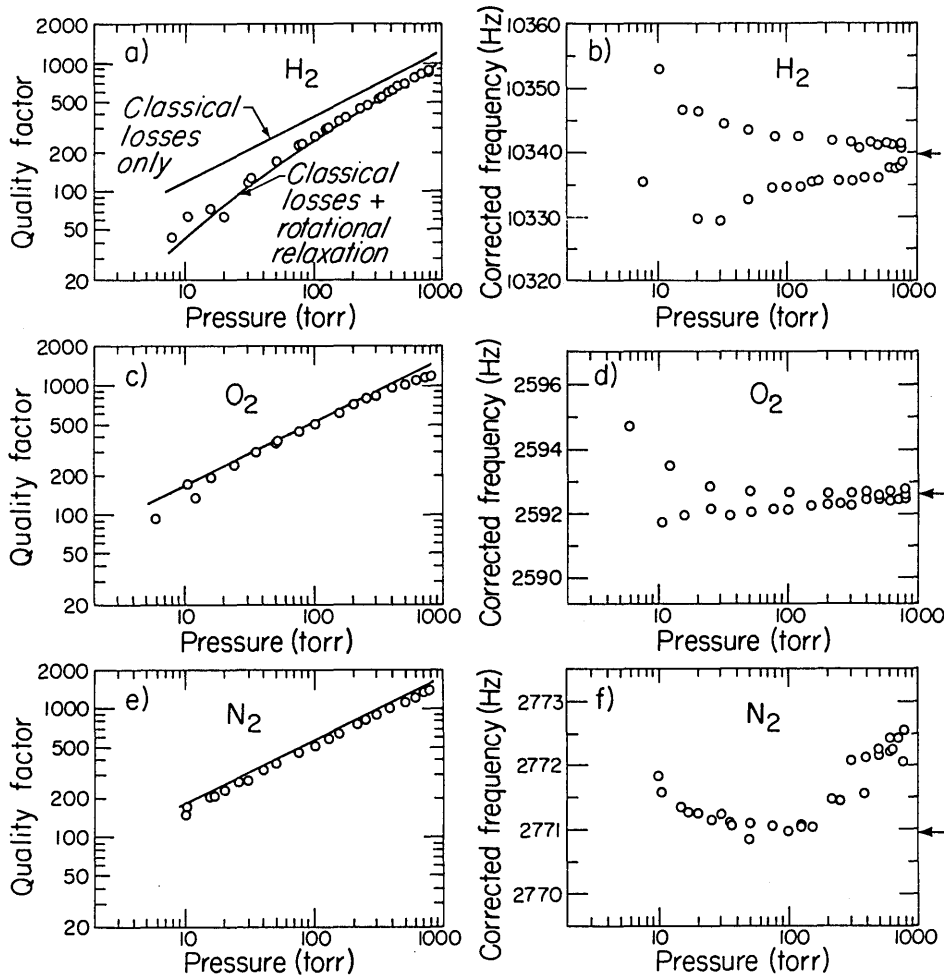 a)
H2
Quality factor
2000
1000
500
200
100
50
20
Classical
losses
only
Classical
losses +
rotational
relaxation
10
100
1000
Pressure (torr)
b)
H2
Corrected frequency (Hz)
10360
10350
10340
10330
10320
10
100
1000
Pressure (torr)
c)
O2
Quality factor
2000
1000
500
200
100
50
20
10
100
1000
Pressure (torr)
d)
O2
Corrected frequency (Hz)
2596
2594
2592
2590
10
100
1000
Pressure (torr)
e)
N2
Quality factor
2000
1000
500
200
100
50
20
10
100
1000
Pressure (torr)
f)
N2
Corrected frequency (Hz)
2773
2772
2771
2770
10
100
1000
Pressure (torr)